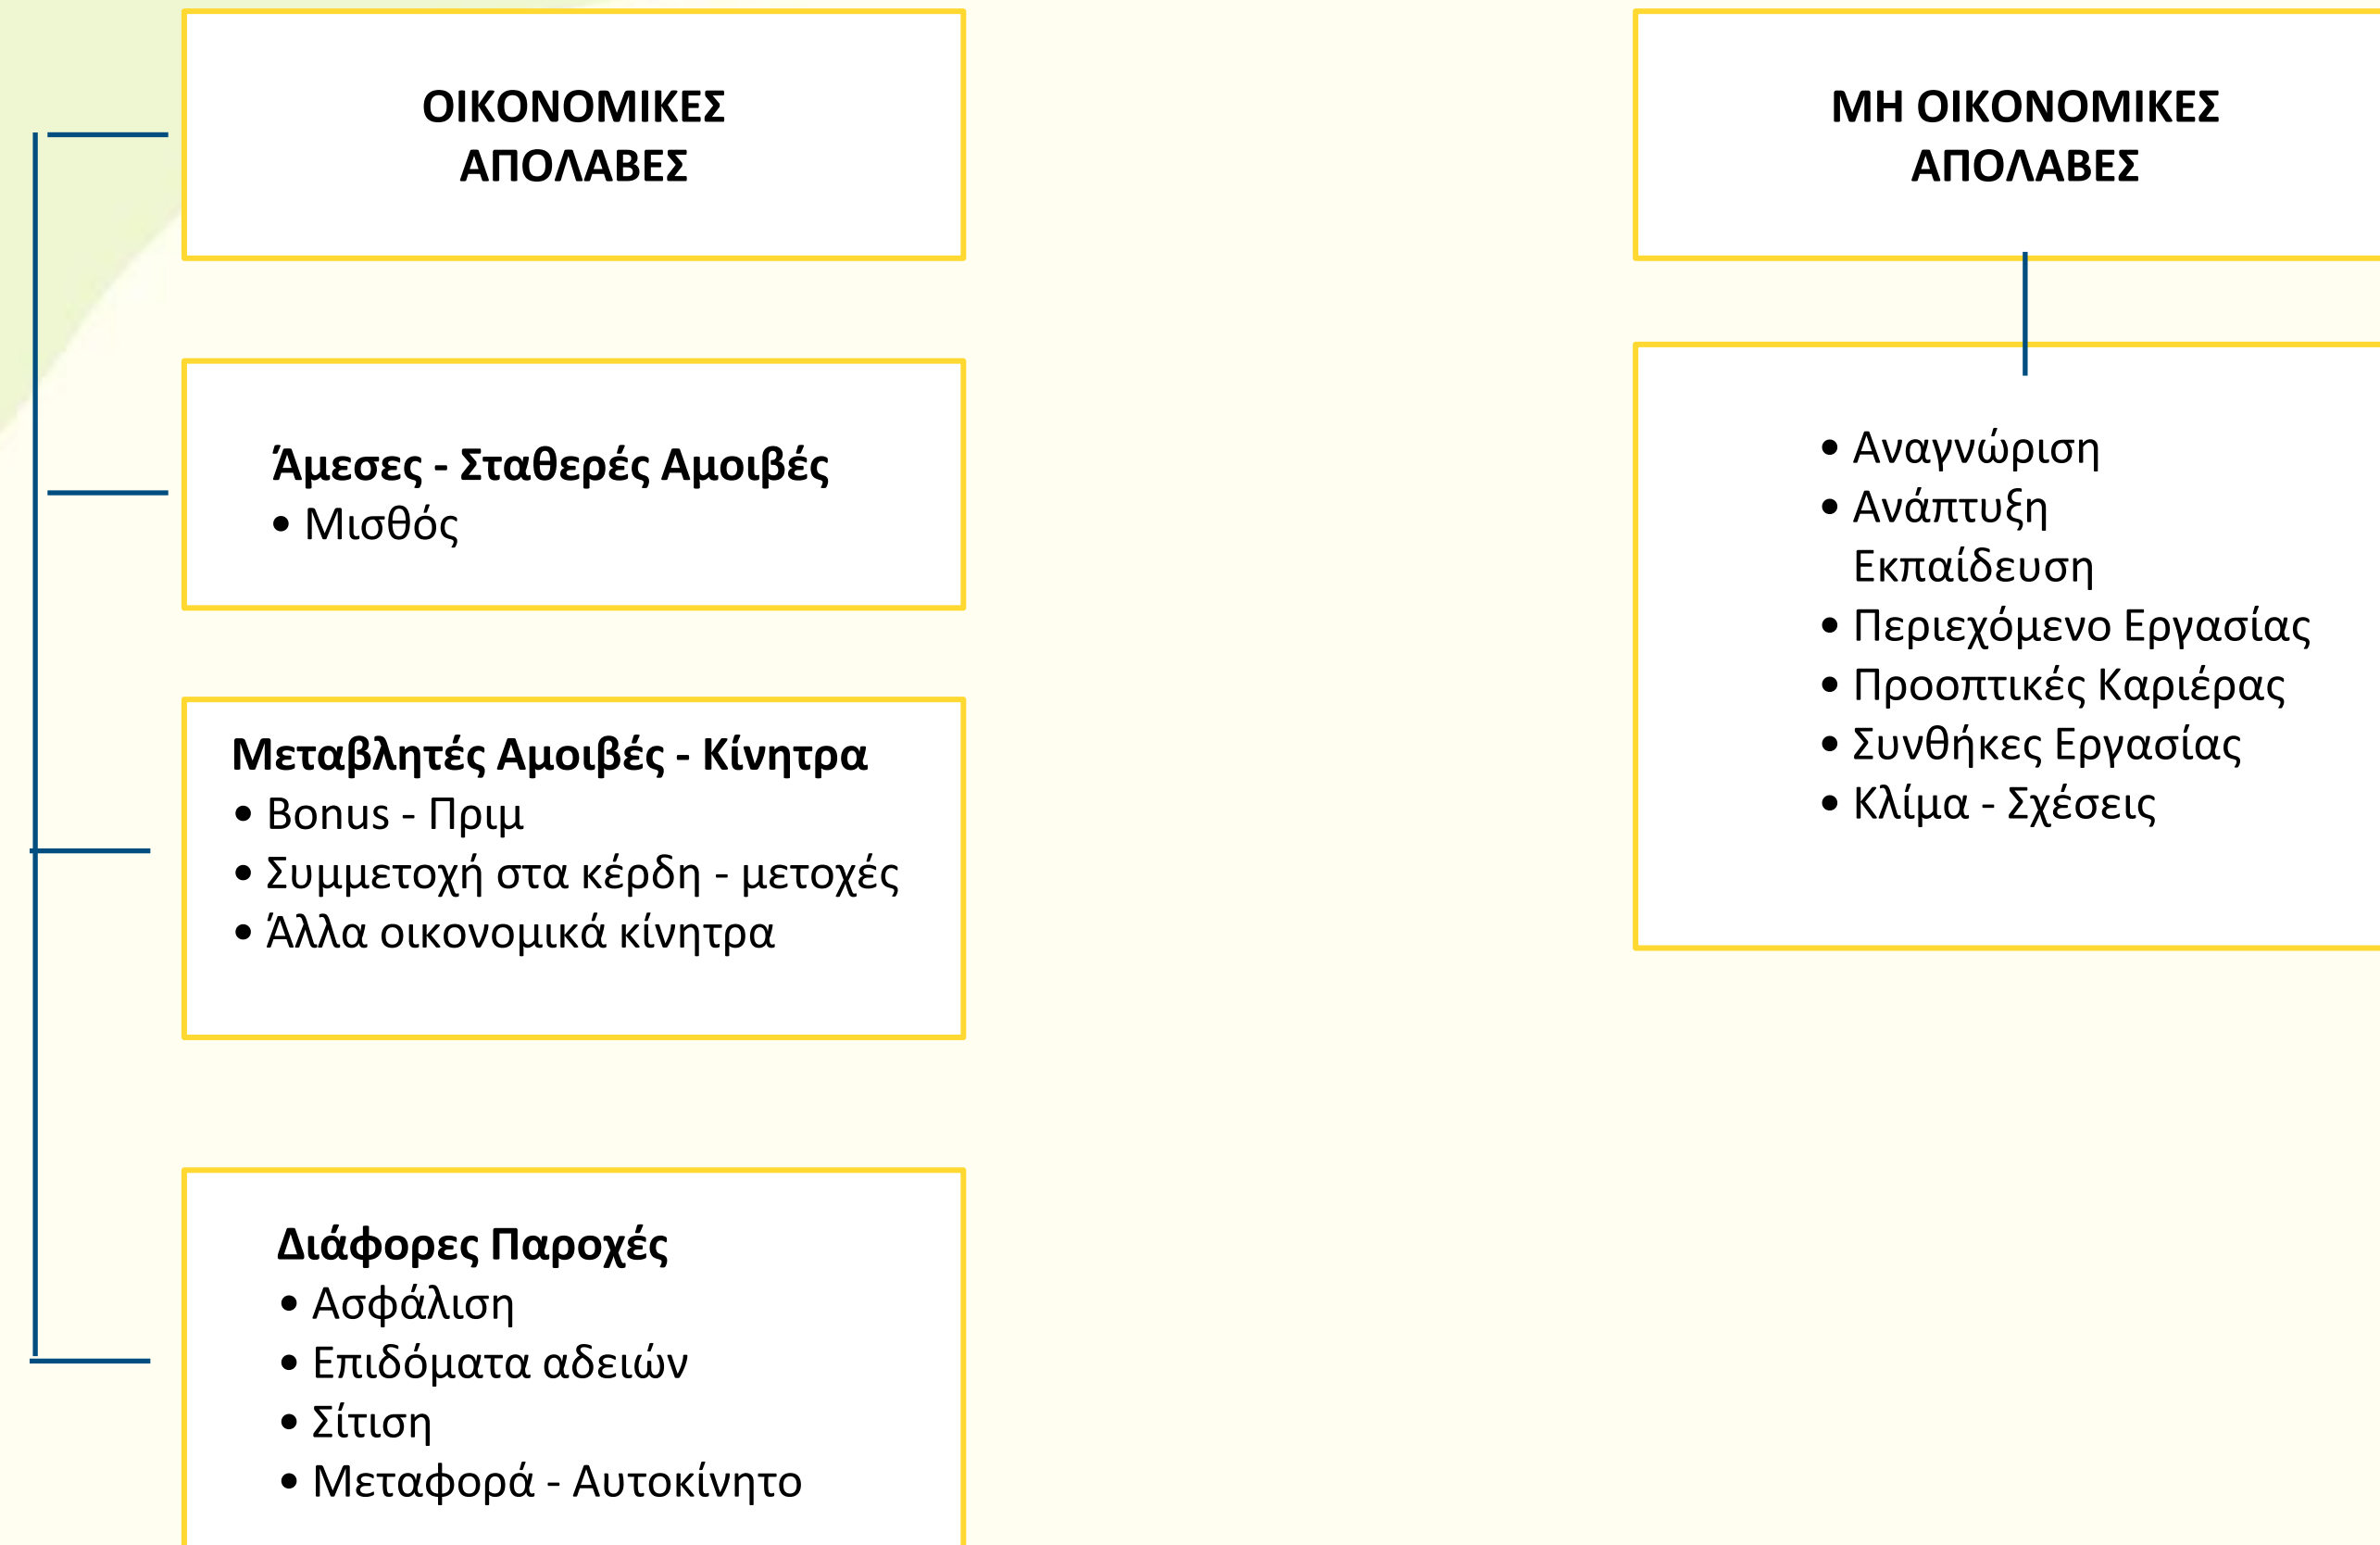 ΟΙΚΟΝΟΜΙΚΕΣ
ΑΠΟΛΑΒΕΣ
Άμεσες - Σταθερές Αμοιβές
• Μισθός
Μεταβλητές Αμοιβές - Κίνητρα
• Bonus - Πριμ
• Συμμετοχή στα κέρδη - μετοχές
• Άλλα οικονομικά κίνητρα
Διάφορες Παροχές
• Ασφάλιση
• Επιδόματα αδειών
• Σίτιση
• Μεταφορά - Αυτοκίνητο
ΜΗ ΟΙΚΟΝΟΜΙΚΕΣ
ΑΠΟΛΑΒΕΣ
• Αναγνώριση
• Ανάπτυξη
Εκπαίδευση
• Περιεχόμενο Εργασίας
• Προοπτικές Καριέρας
• Συνθήκες Εργασίας
• Κλίμα - Σχέσεις